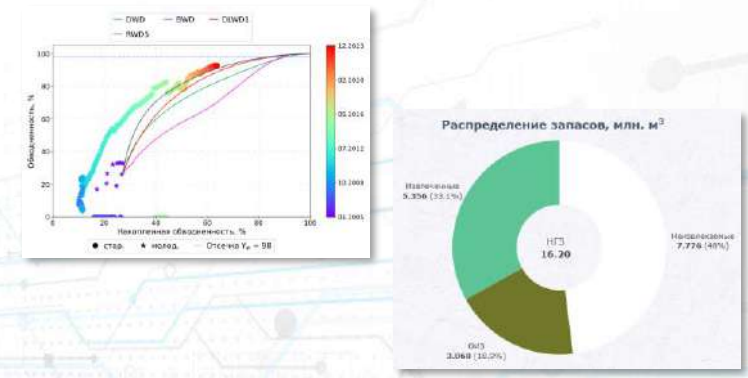 DWD BWD DLWD1
RWD5
Обводненность, %
100
80
60
40
20
0
0 20 40 60 80 100
Накопленная обводненность, %
стар. молод. Отсечка Yw = 98
12.2023
02.2020
05.2016
07.2012
10.2008
01.2005
Распределение запасов, млн. м³
Извлеченные
5.356 (33.1%)
Неизвлекаемые
7.776 (48%)
НГЗ
16.20
ОИЗ
3.068 (18.9%)